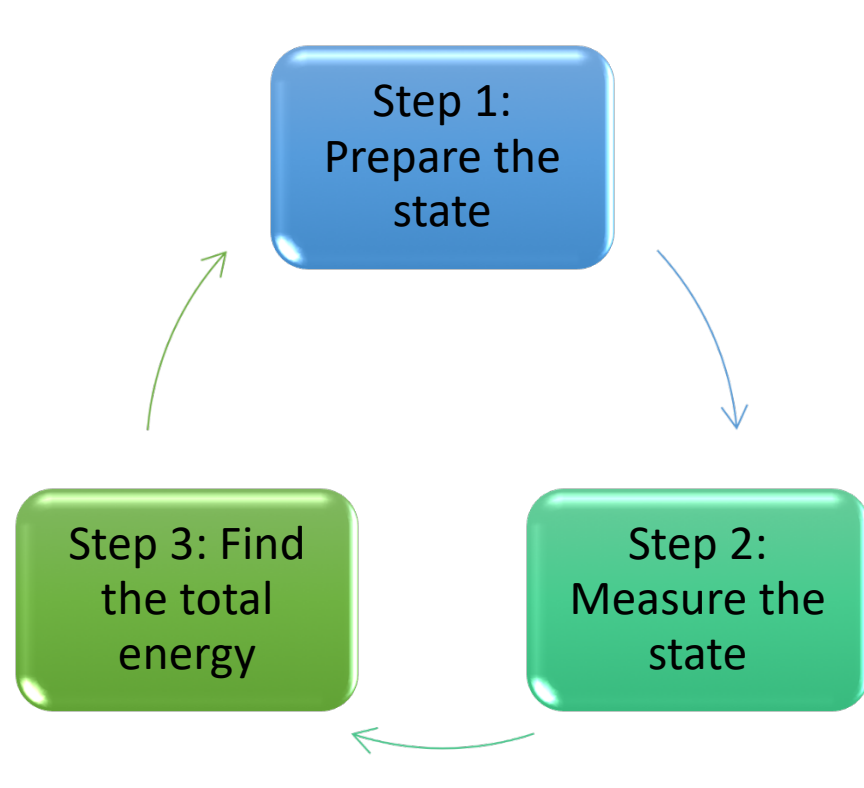 Step 1:
Prepare the
state
Step 2:
Measure the
state
Step 3: Find
the total
energy